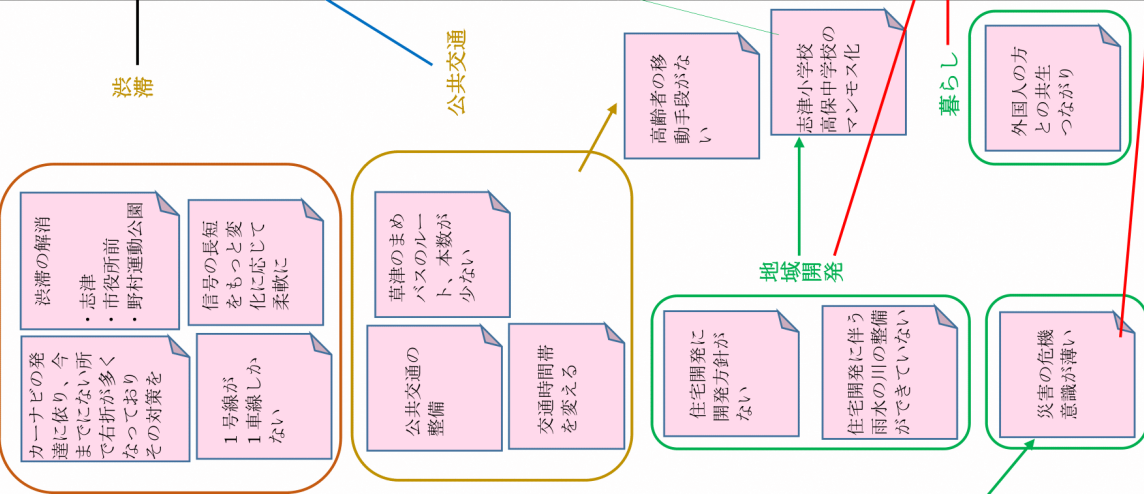 渋
滞
渋滞の解消
・志津
・市役所前
・野村運動公園
信号の長短
をもっと変
化に応じて
柔軟に
カーナビの発
達に依り、今
までにない所
で右折が多く
なっており
その対策を
１号線が
１車線しか
ない
公共交通
草津のまめ
バスのルー
ト、本数が
少ない
公共交通の
整備
交通時間帯
を変える
高齢者の移
動手段がな
い
志津小学校
高保中学校の
マンモス化
地
域
開
発
住宅開発に
開発方針が
ない
住宅開発に伴う
雨水の川の整備
ができていない
暮らし
外国人の方
との共生
つながり
災害の危機
意識が薄い